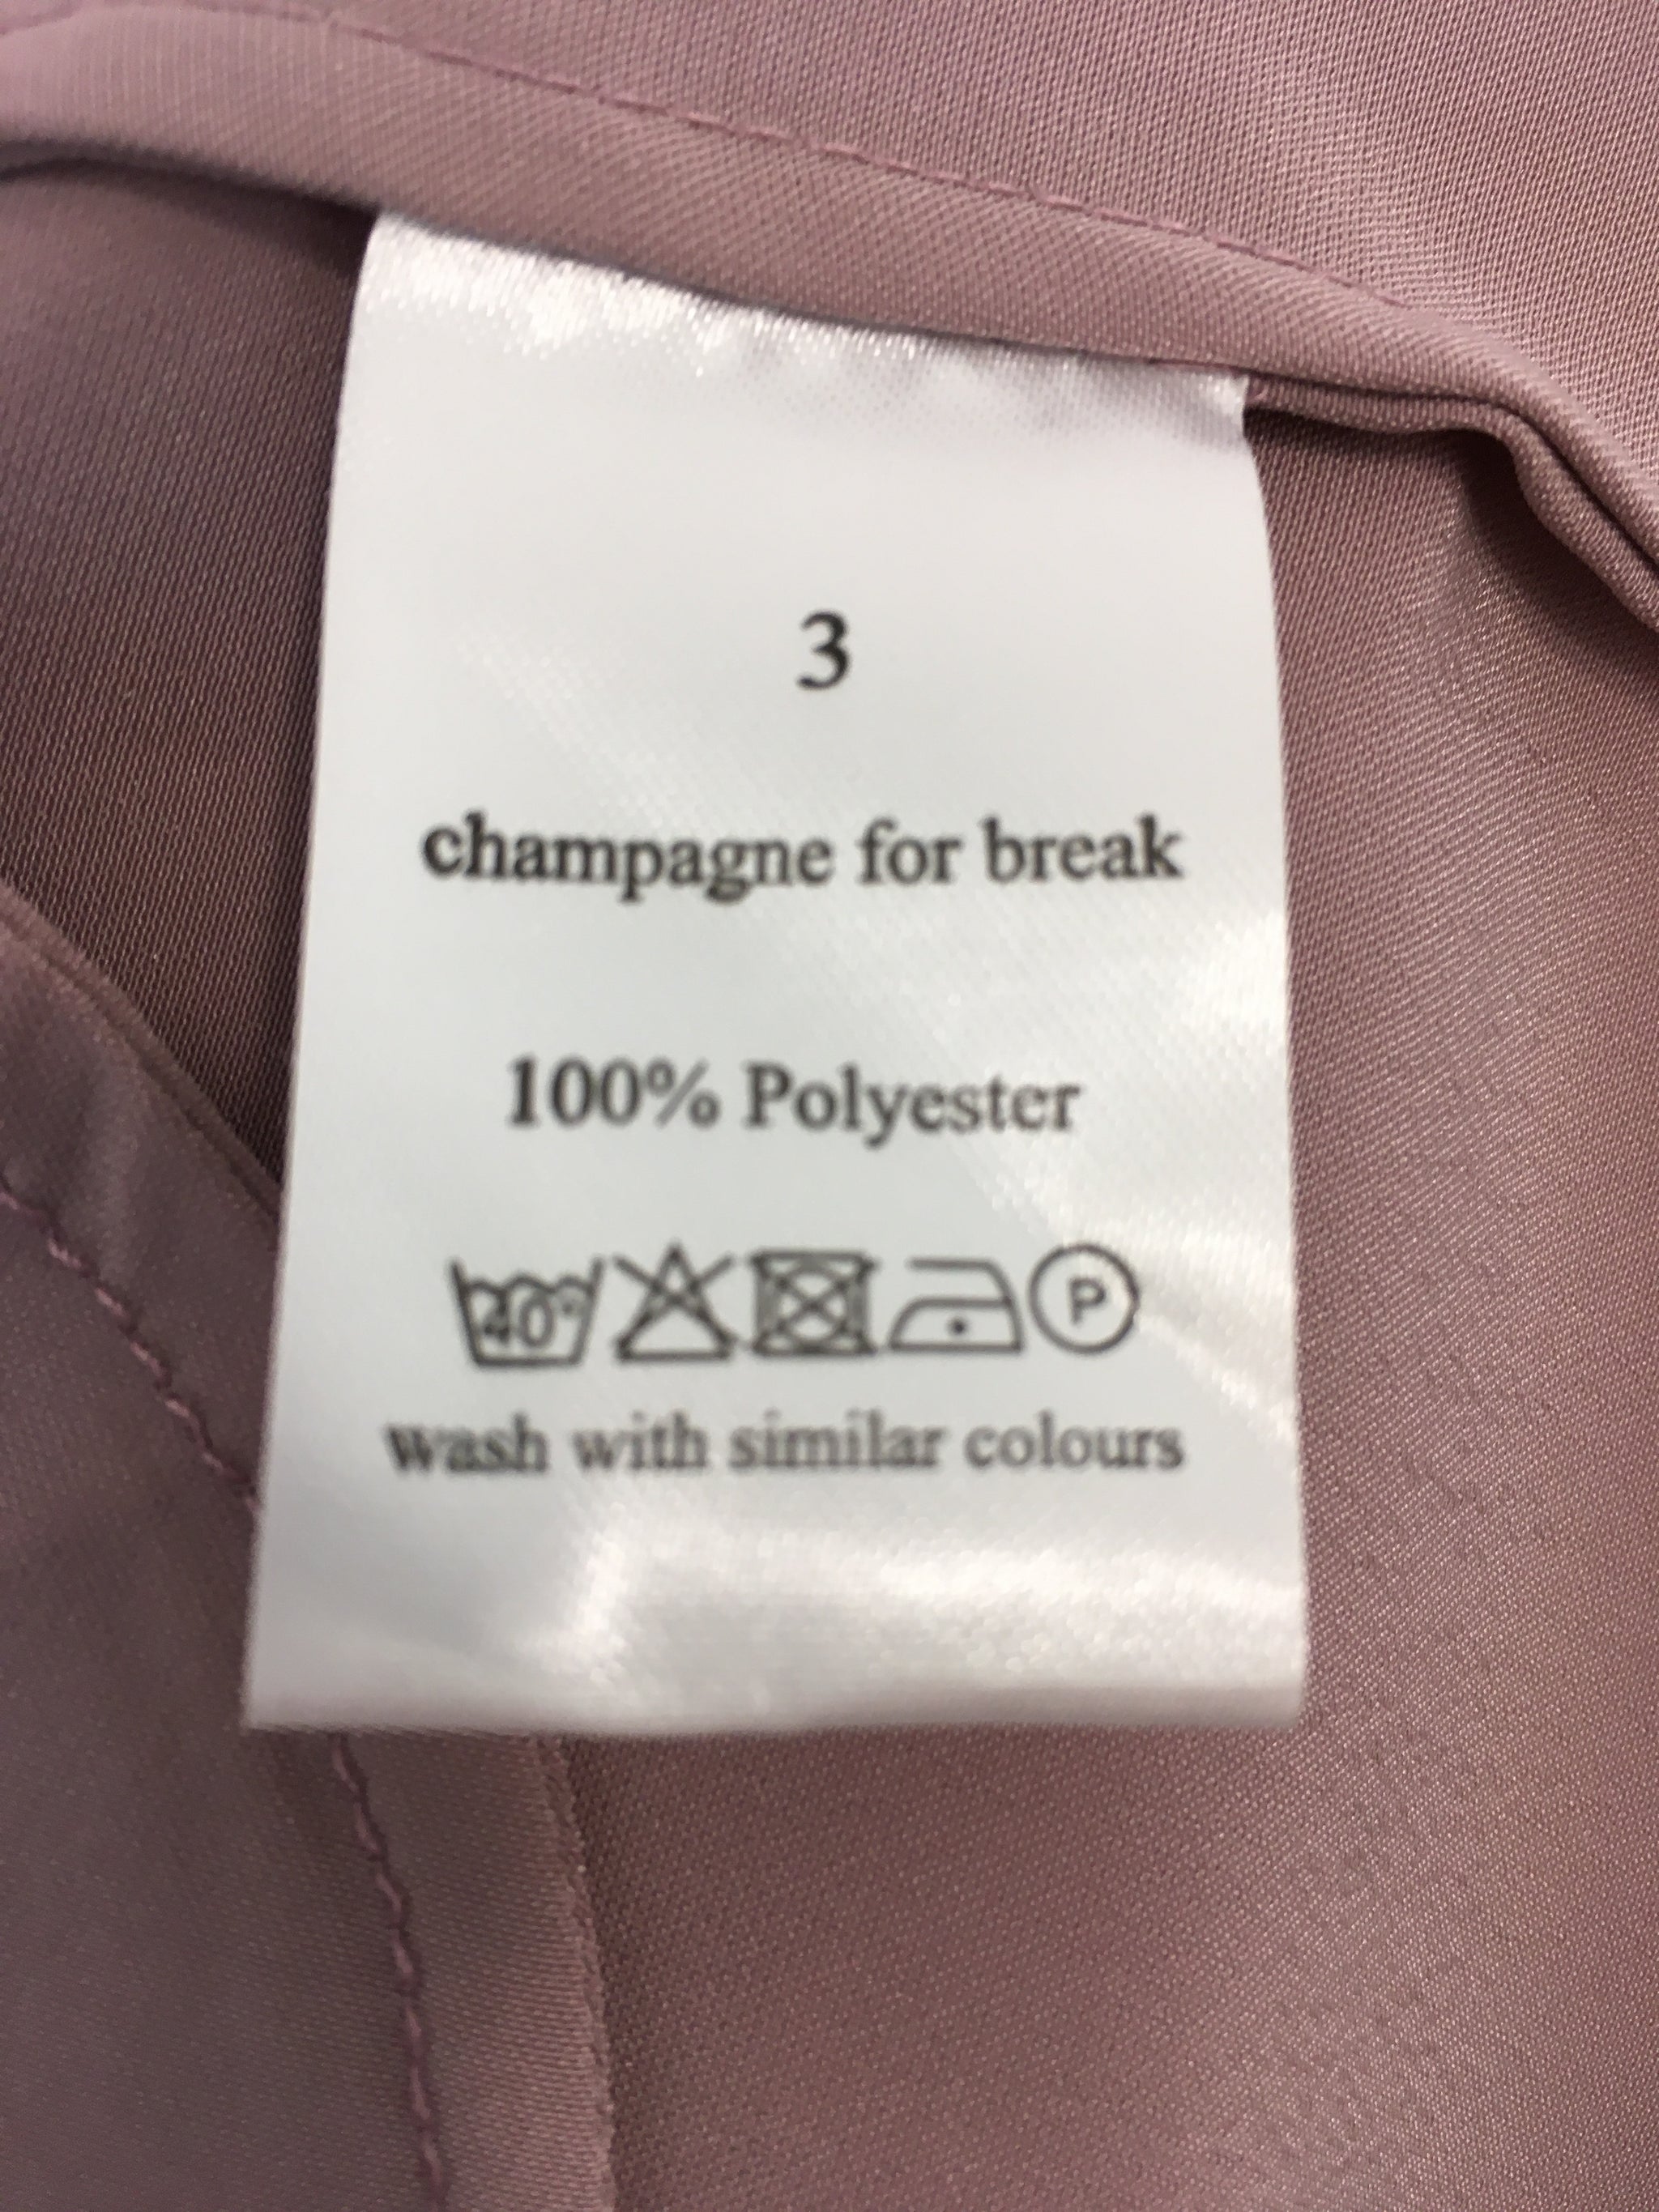 3
champagne for break
100% Polyester
40°
P
wash with similar colours